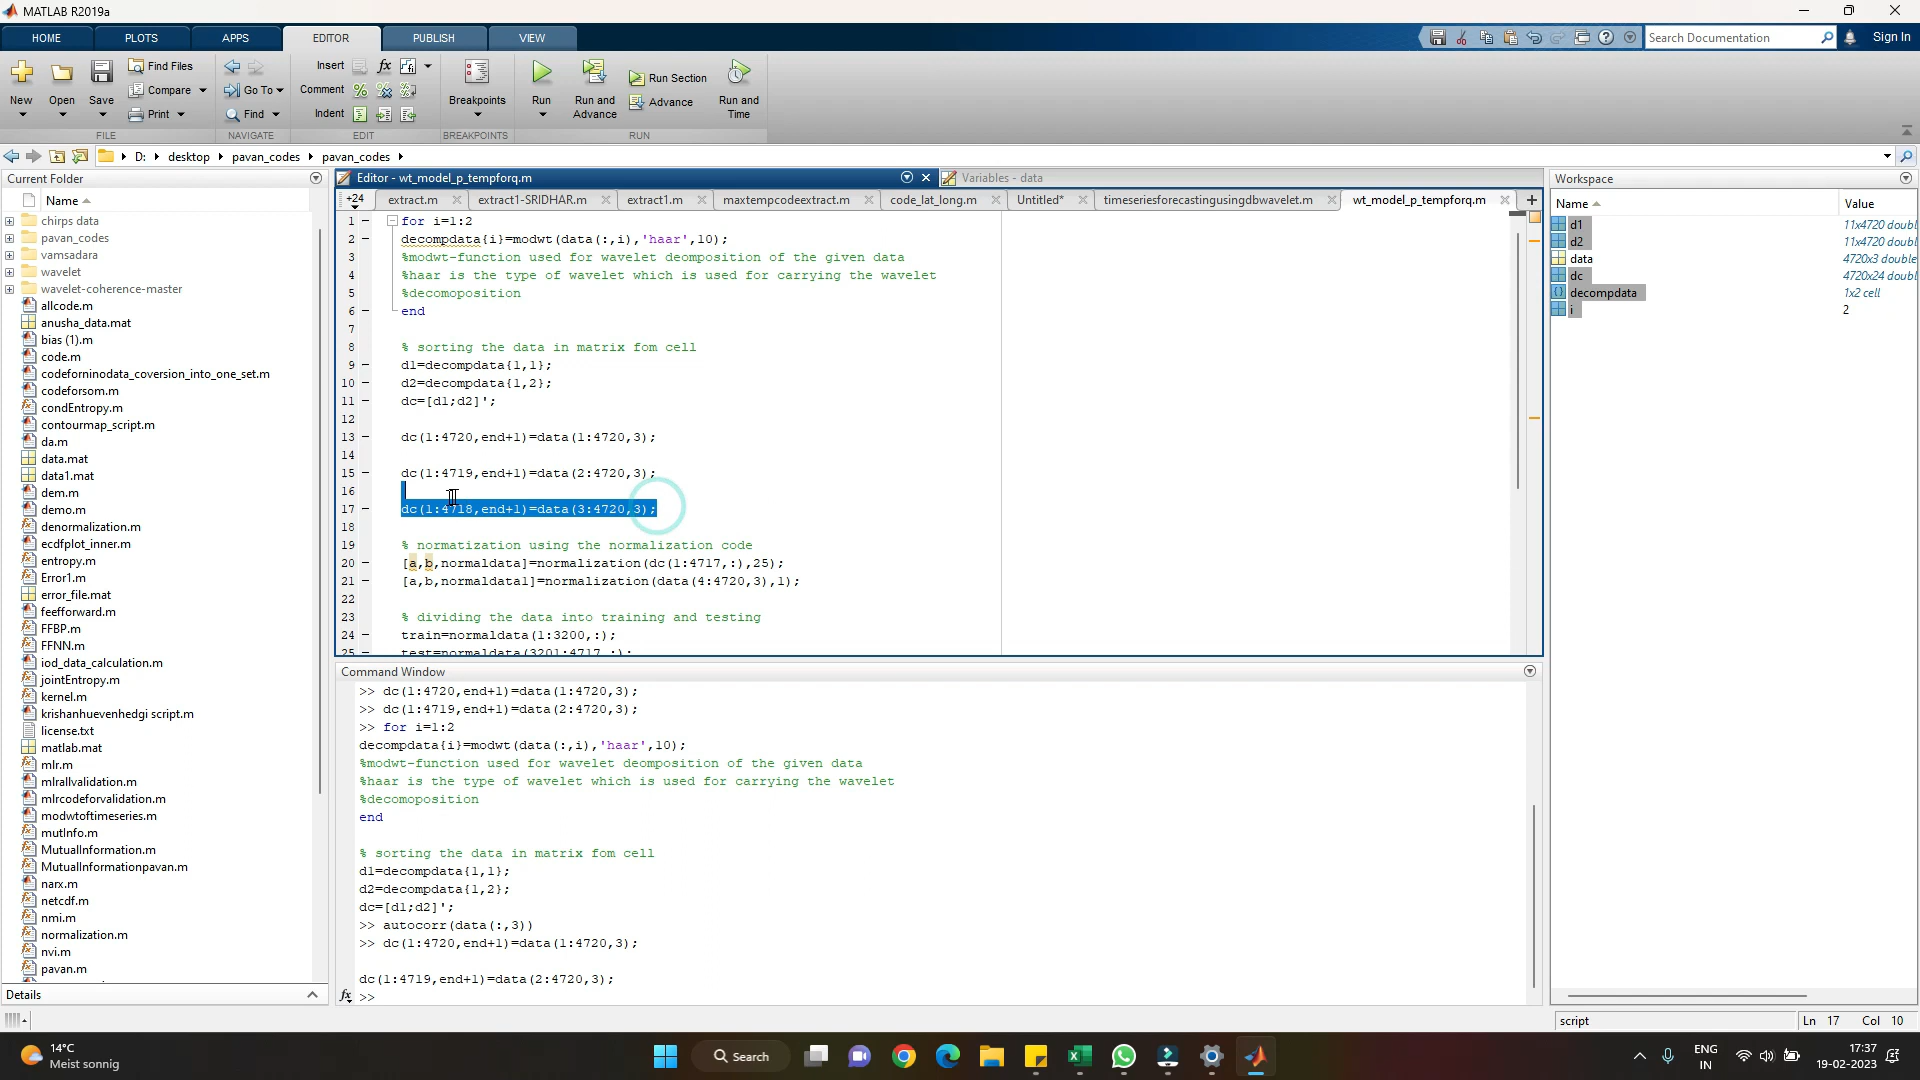 MATLAB R2019a
HOME PLOTS APPS EDITOR PUBLISH VIEW
Search Documentation Sign In
New Open Save Find Files Compare Print
Go To Find
Insert fx
Comment
Indent
Breakpoints Run Run and Advance Run Section Advance Run and Time
FILE NAVIGATE EDIT BREAKPOINTS RUN
D: desktop pavan_codes pavan_codes
Current Folder
Name
chirps data
pavan_codes
vamsadara
wavelet
wavelet-coherence-master
allcode.m
anusha_data.mat
bias (1).m
code.m
codeforninodata_coversion_into_one_set.m
codeforsom.m
condEntropy.m
contourmap_script.m
da.m
data.mat
data1.mat
dem.m
demo.m
denormalization.m
ecdfplot_inner.m
entropy.m
Error1.m
error_file.mat
feefforward.m
FFBP.m
FFNN.m
iod_data_calculation.m
jointEntropy.m
kernel.m
krishanhuevenhedgi script.m
license.txt
matlab.mat
mlr.m
mlrallvalidation.m
mlrcodeforvalidation.m
modwtoftimeseries.m
mutInfo.m
MutualInformation.m
MutualInformationpavan.m
narx.m
netcdf.m
nmi.m
normalization.m
nvi.m
pavan.m
Details
Editor - wt_model_p_tempforq.m
Variables - data
+24 extract.m extract1-SRIDHAR.m extract1.m maxtempcodeextract.m code_lat_long.m Untitled* timeseriesforecastingusingdbwavelet.m wt_model_p_tempforq.m
1 for i=1:2
2 decompdata{i}=modwt(data(:,i),'haar',10);
3 %modwt-function used for wavelet deomposition of the given data
4 %haar is the type of wavelet which is used for carrying the wavelet
5 %decomoposition
6 end
7
8 % sorting the data in matrix fom cell
9 d1=decompdata{1,1};
10 d2=decompdata{1,2};
11 dc=[d1;d2]';
12
13 dc(1:4720,end+1)=data(1:4720,3);
14
15 dc(1:4719,end+1)=data(2:4720,3);
16
17 dc(1:4718,end+1)=data(3:4720,3);
18
19 % normatization using the normalization code
20 [a,b,normaldata]=normalization(dc(1:4717,:),25);
21 [a,b,normaldata1]=normalization(data(4:4720,3),1);
22
23 % dividing the data into training and testing
24 train=normaldata(1:3200,:);
25 test=normaldata(3201:4717,:);
Command Window
>> dc(1:4720,end+1)=data(1:4720,3);
>> dc(1:4719,end+1)=data(2:4720,3);
>> for i=1:2
decompdata{i}=modwt(data(:,i),'haar',10);
%modwt-function used for wavelet deomposition of the given data
%haar is the type of wavelet which is used for carrying the wavelet
%decomoposition
end
% sorting the data in matrix fom cell
d1=decompdata{1,1};
d2=decompdata{1,2};
dc=[d1;d2]';
>> autocorr(data(:,3))
>> dc(1:4720,end+1)=data(1:4720,3);
dc(1:4719,end+1)=data(2:4720,3);
fx >>
Workspace
Name Value
d1 11x4720 doubl
d2 11x4720 doubl
data 4720x3 double
dc 4720x24 doubl
decompdata 1x2 cell
i 2
script Ln 17 Col 10
14°C
Meist sonnig
Search
ENG
IN
17:37
19-02-2023